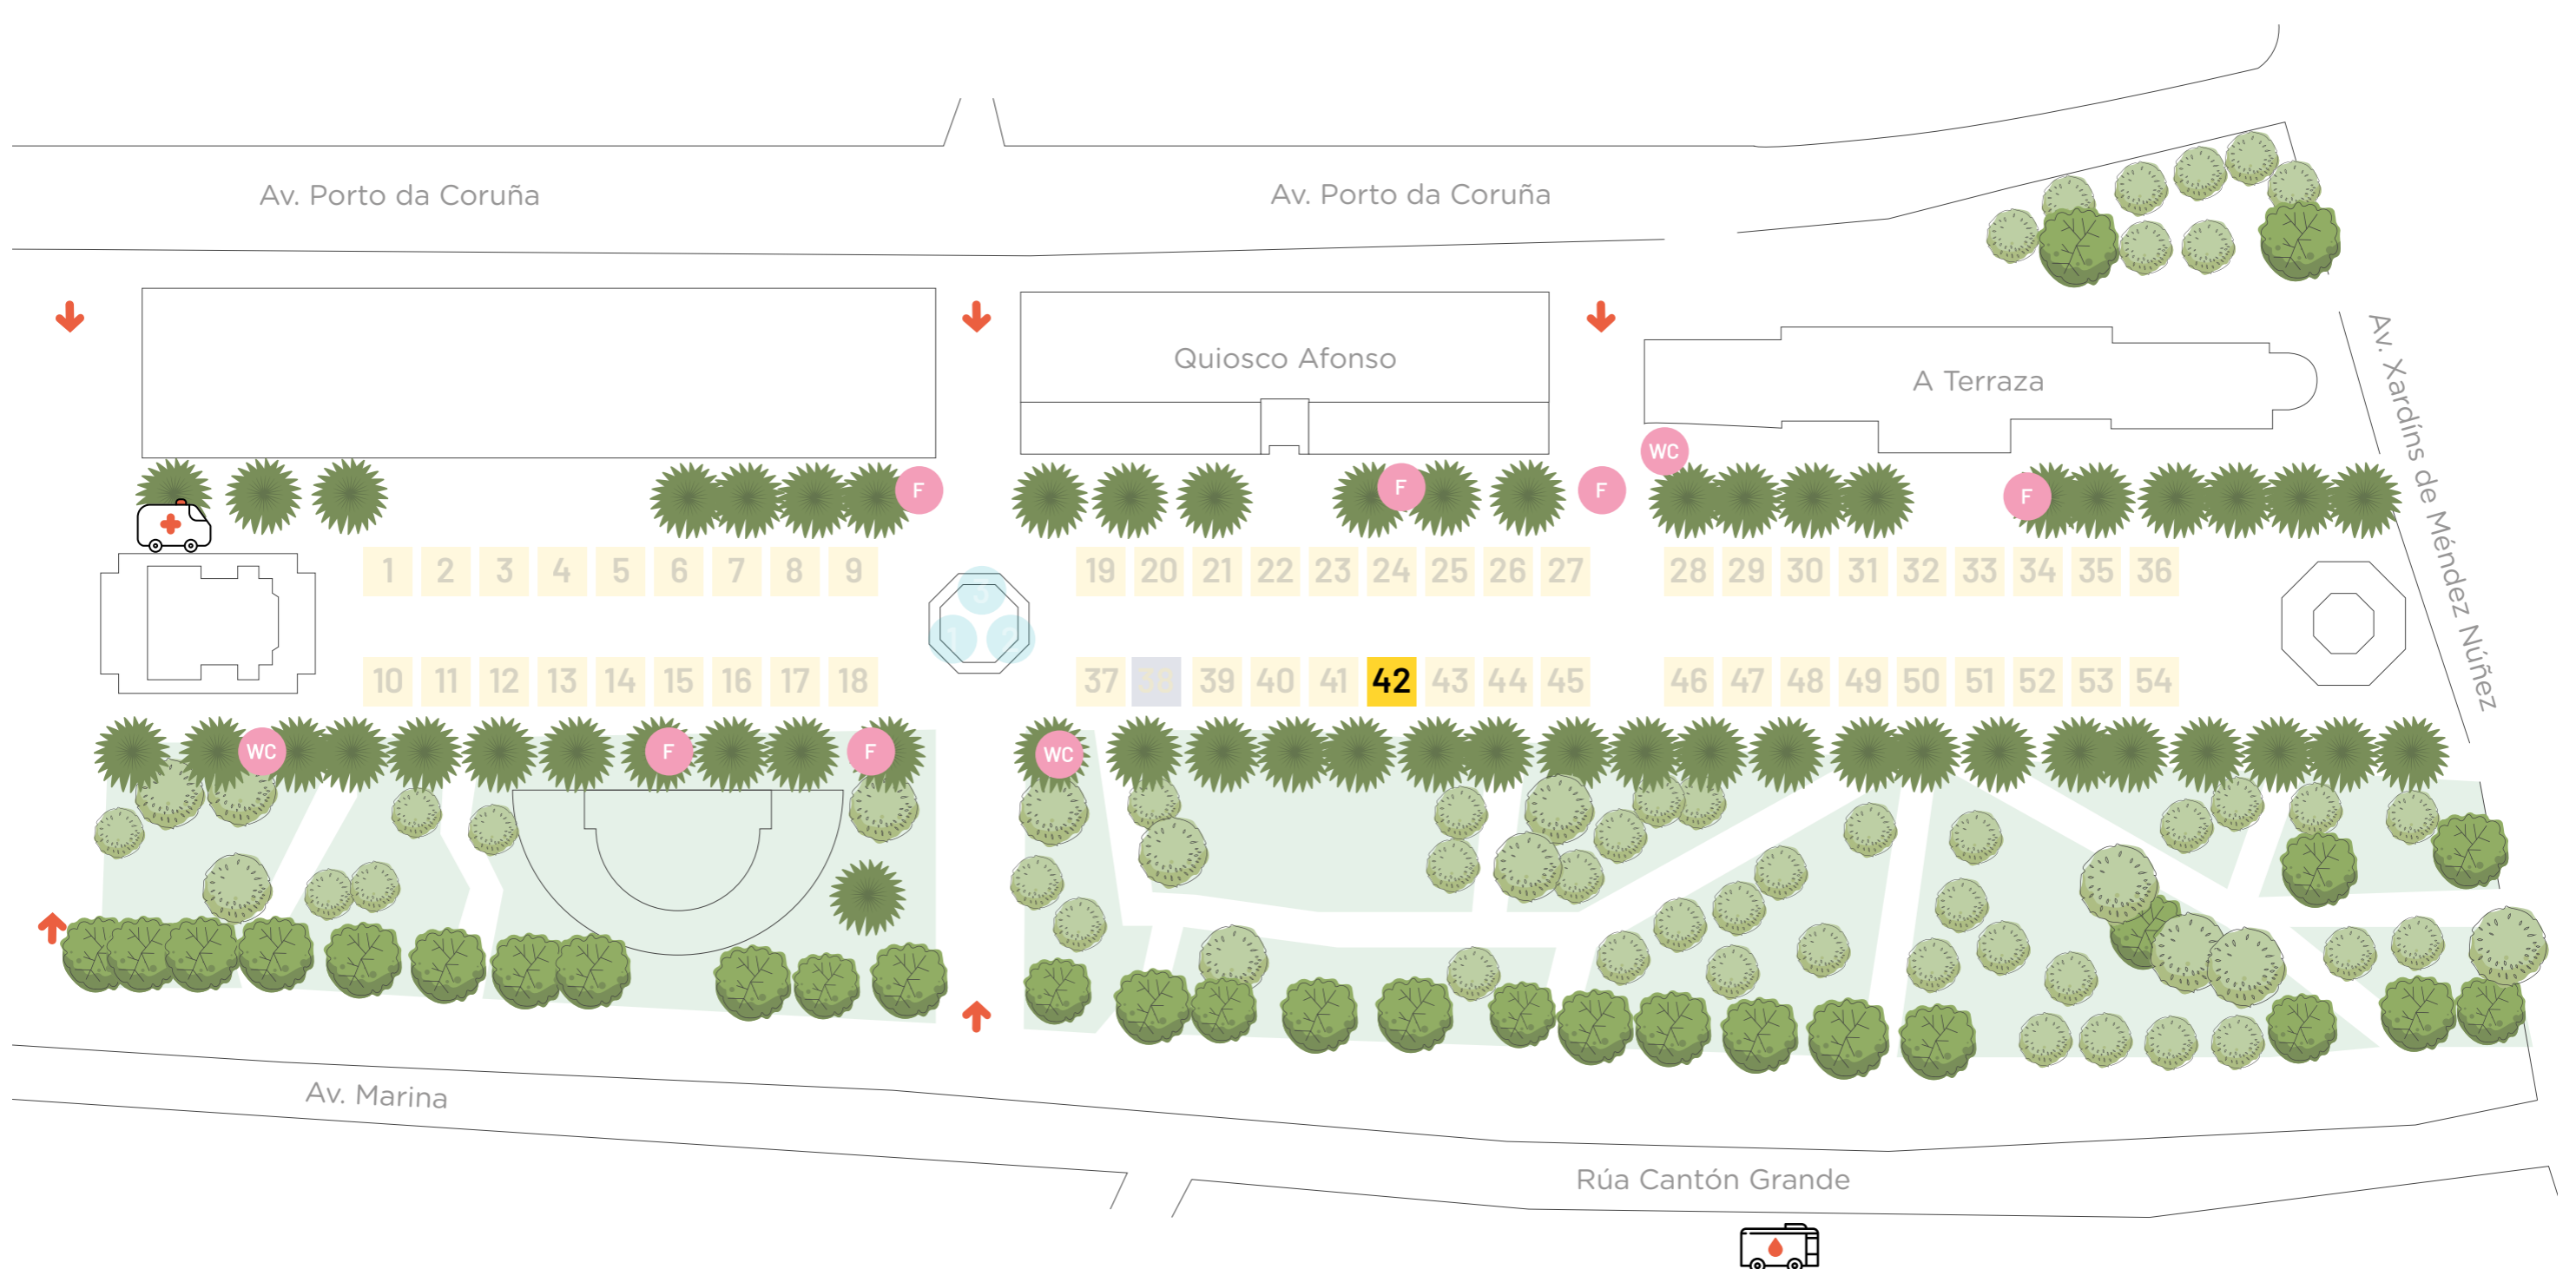 Av. Porto da Coruña
Av. Porto da Coruña
Quiosco Afonso
A Terraza
Av. Xardíns de Méndez Núñez
WC
F
F
F
F
1 2 3 4 5 6 7 8 9
19 20 21 22 23 24 25 26 27
28 29 30 31 32 33 34 35 36
3
1 2
10 11 12 13 14 15 16 17 18
37 38 39 40 41 42 43 44 45
46 47 48 49 50 51 52 53 54
WC
F
F
WC
Av. Marina
Rúa Cantón Grande